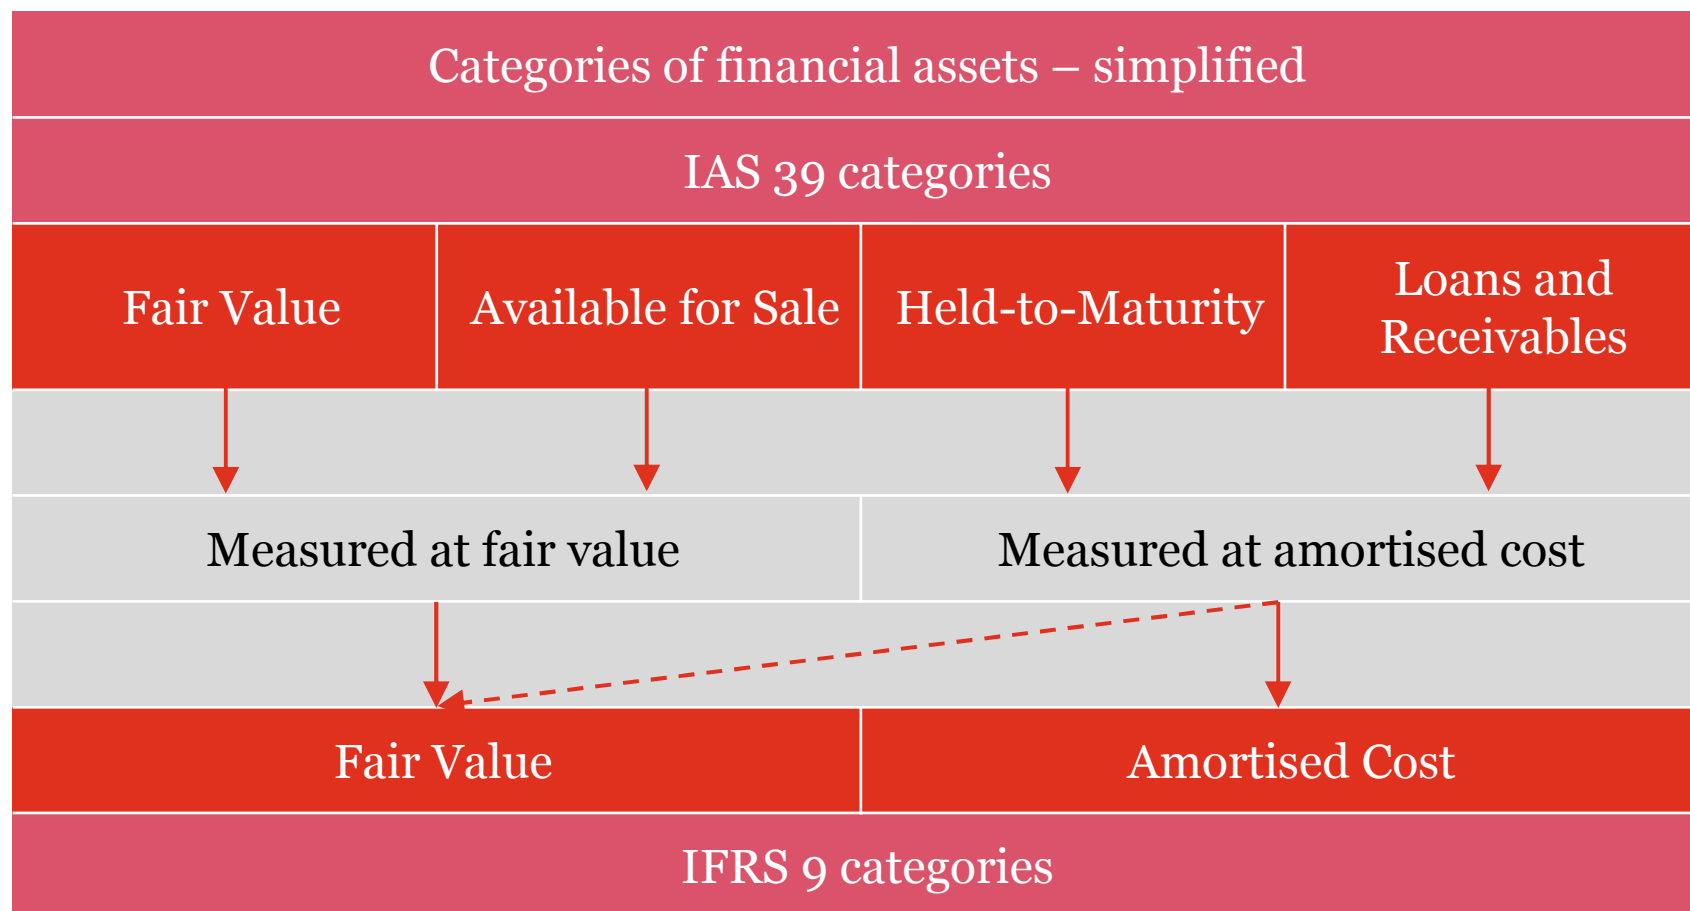 Categories of financial assets – simplified
IAS 39 categories
Fair Value
Available for Sale
Held-to-Maturity
Loans and
Receivables
Measured at fair value
Measured at amortised cost
Fair Value
Amortised Cost
IFRS 9 categories